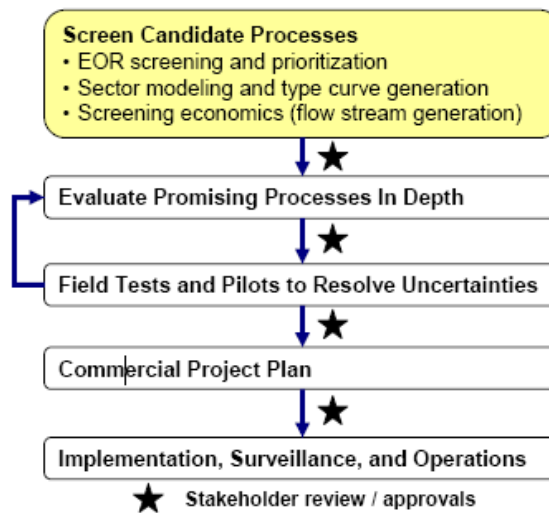 Screen Candidate Processes
• EOR screening and prioritization
• Sector modeling and type curve generation
• Screening economics (flow stream generation)
Evaluate Promising Processes In Depth
Field Tests and Pilots to Resolve Uncertainties
Commercial Project Plan
Implementation, Surveillance, and Operations
Stakeholder review / approvals